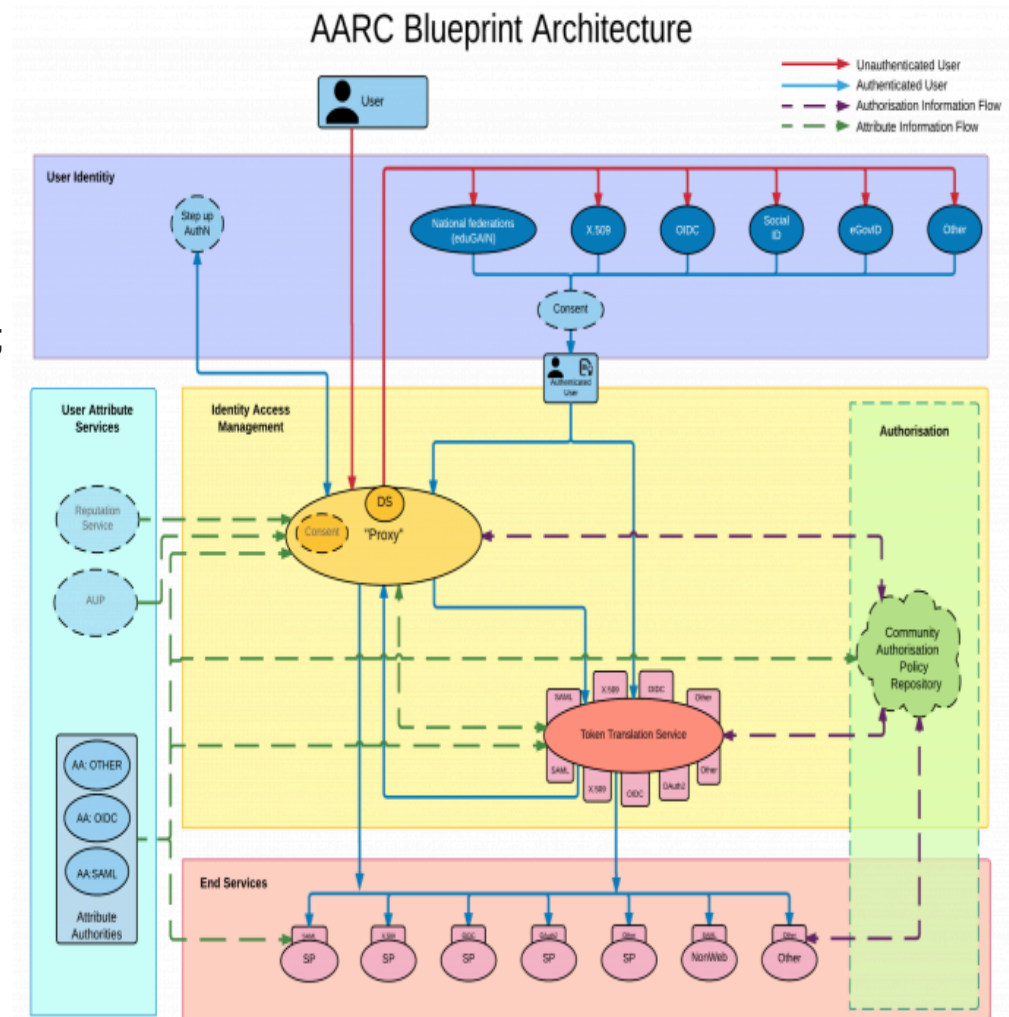 AARC Blueprint Architecture
Unauthenticated User
Authenticated User
Authorisation Information Flow
Attribute Information Flow
User
User Identitiy
Step up
AuthN
National federations
(eduGAIN)
X.509
OIDC
Social
ID
eGovID
Other
Consent
Authenticated
User
User Attribute
Services
Identity Access
Management
Authorisation
Reputation
Service
AUP
DS
Consent
"Proxy"
Community
Authorisation
Policy
Repository
SAML
X.509
OIDC
Other
Token Translation Service
SAML
X.509
OIDC
OAuth2
Other
AA: OTHER
AA: OIDC
AA:SAML
Attribute
Authorities
End Services
SAML
X.509
OIDC
OAuth2
Other
SAML
Other
SP
SP
SP
SP
SP
NonWeb
Other
;